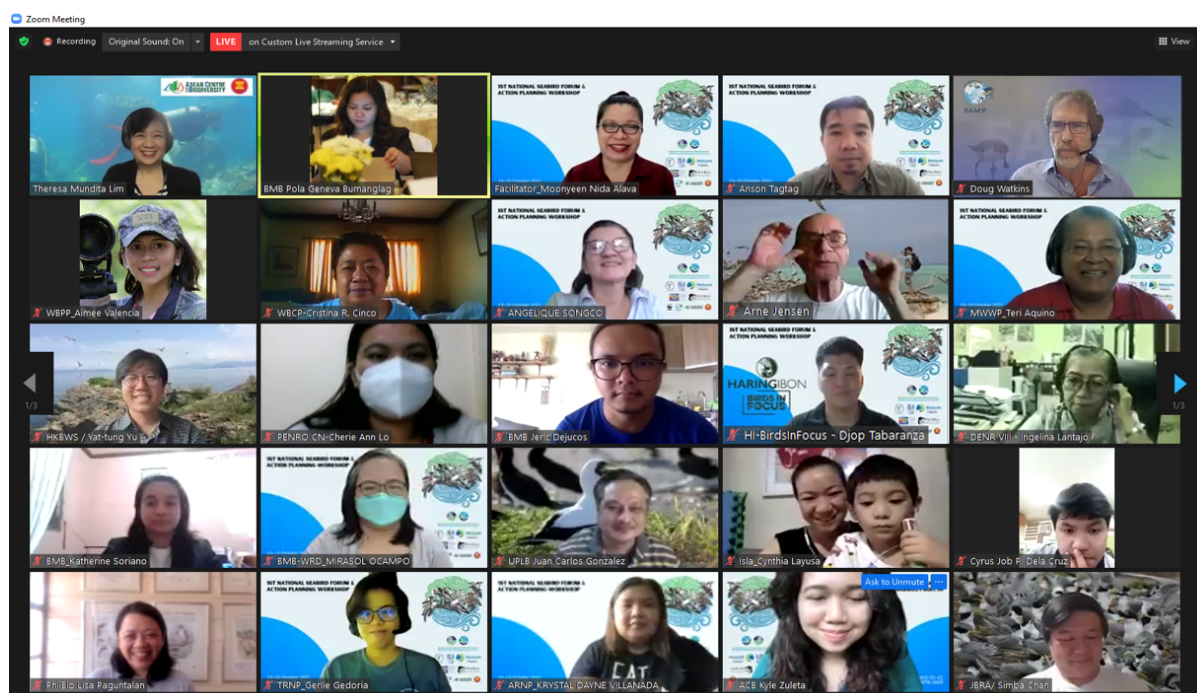 Zoom Meeting
Recording
Original Sound: On
LIVE
on Custom Live Streaming Service
View
ASEAN CENTRE
for BIODIVERSITY
Theresa Mundita Lim
BMB Pola Geneva Bumanglag
1ST NATIONAL SEABIRD FORUM &
ACTION PLANNING WORKSHOP
Facilitator_Moonyeen Nida Alava
1ST NATIONAL SEABIRD FORUM &
ACTION PLANNING WORKSHOP
Anson Tagtag
EAAFP
Doug Watkins
WBPP_Aimee Valencia
WBCP-Cristina R. Cinco
1ST NATIONAL SEABIRD FORUM &
ACTION PLANNING WORKSHOP
ANGELIQUE SONGCO
Arne Jensen
1ST NATIONAL SEABIRD FORUM &
ACTION PLANNING WORKSHOP
MWWP_Teri Aquino
1/3
HKBWS / Yat-tung Yu
PENRO CN-Cherie Ann Lo
BMB Jeric Dejucos
1ST NATIONAL SEABIRD FORUM &
ACTION PLANNING WORKSHOP
HARINGIBON
BIRDS IN
FOCUS
HI-BirdsInFocus - Djop Tabaranza
DENR VIII - Ingelina Lantajo
1/3
BMB_Katherine Soriano
1ST NATIONAL SEABIRD FORUM &
ACTION PLANNING WORKSHOP
BMB-WRD_MIRASOL OCAMPO
UPLB Juan Carlos Gonzalez
Isla_Cynthia Layusa
Cyrus Job P. Dela Cruz
PhilBio Lisa Paguntalan
1ST NATIONAL SEABIRD FORUM &
ACTION PLANNING WORKSHOP
TRNP_Gerlie Gedoria
1ST NATIONAL SEABIRD FORUM &
ACTION PLANNING WORKSHOP
CAT
ARNP_KRYSTAL DAYNE VILLANADA
Ask to Unmute
ACB Kyle Zuleta
JBRA/ Simba Chan